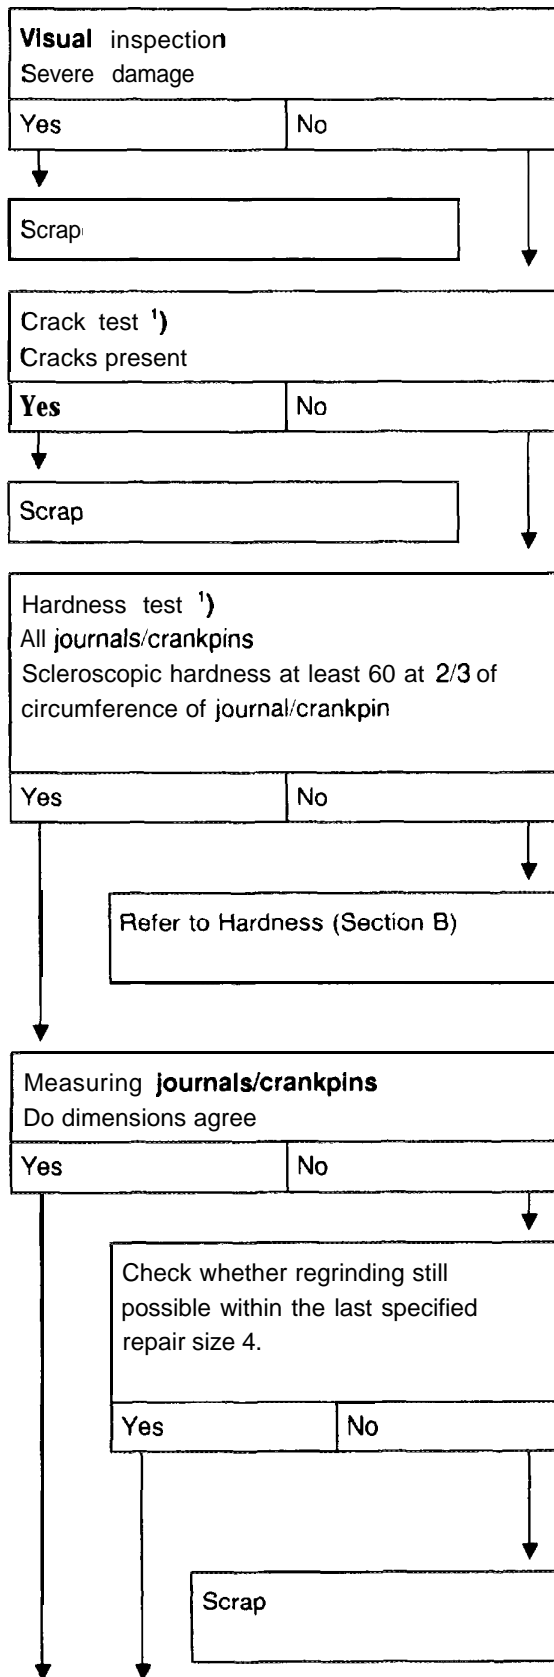 Visual inspection
Severe damage
Yes No
Scrap
Crack test ¹)
Cracks present
Yes No
Scrap
Hardness test ¹)
All journals/crankpins
Scleroscopic hardness at least 60 at 2/3 of
circumference of journal/crankpin
Yes No
Refer to Hardness (Section B)
Measuring journals/crankpins
Do dimensions agree
Yes No
Check whether regrinding still
possible within the last specified
repair size 4.
Yes No
Scrap